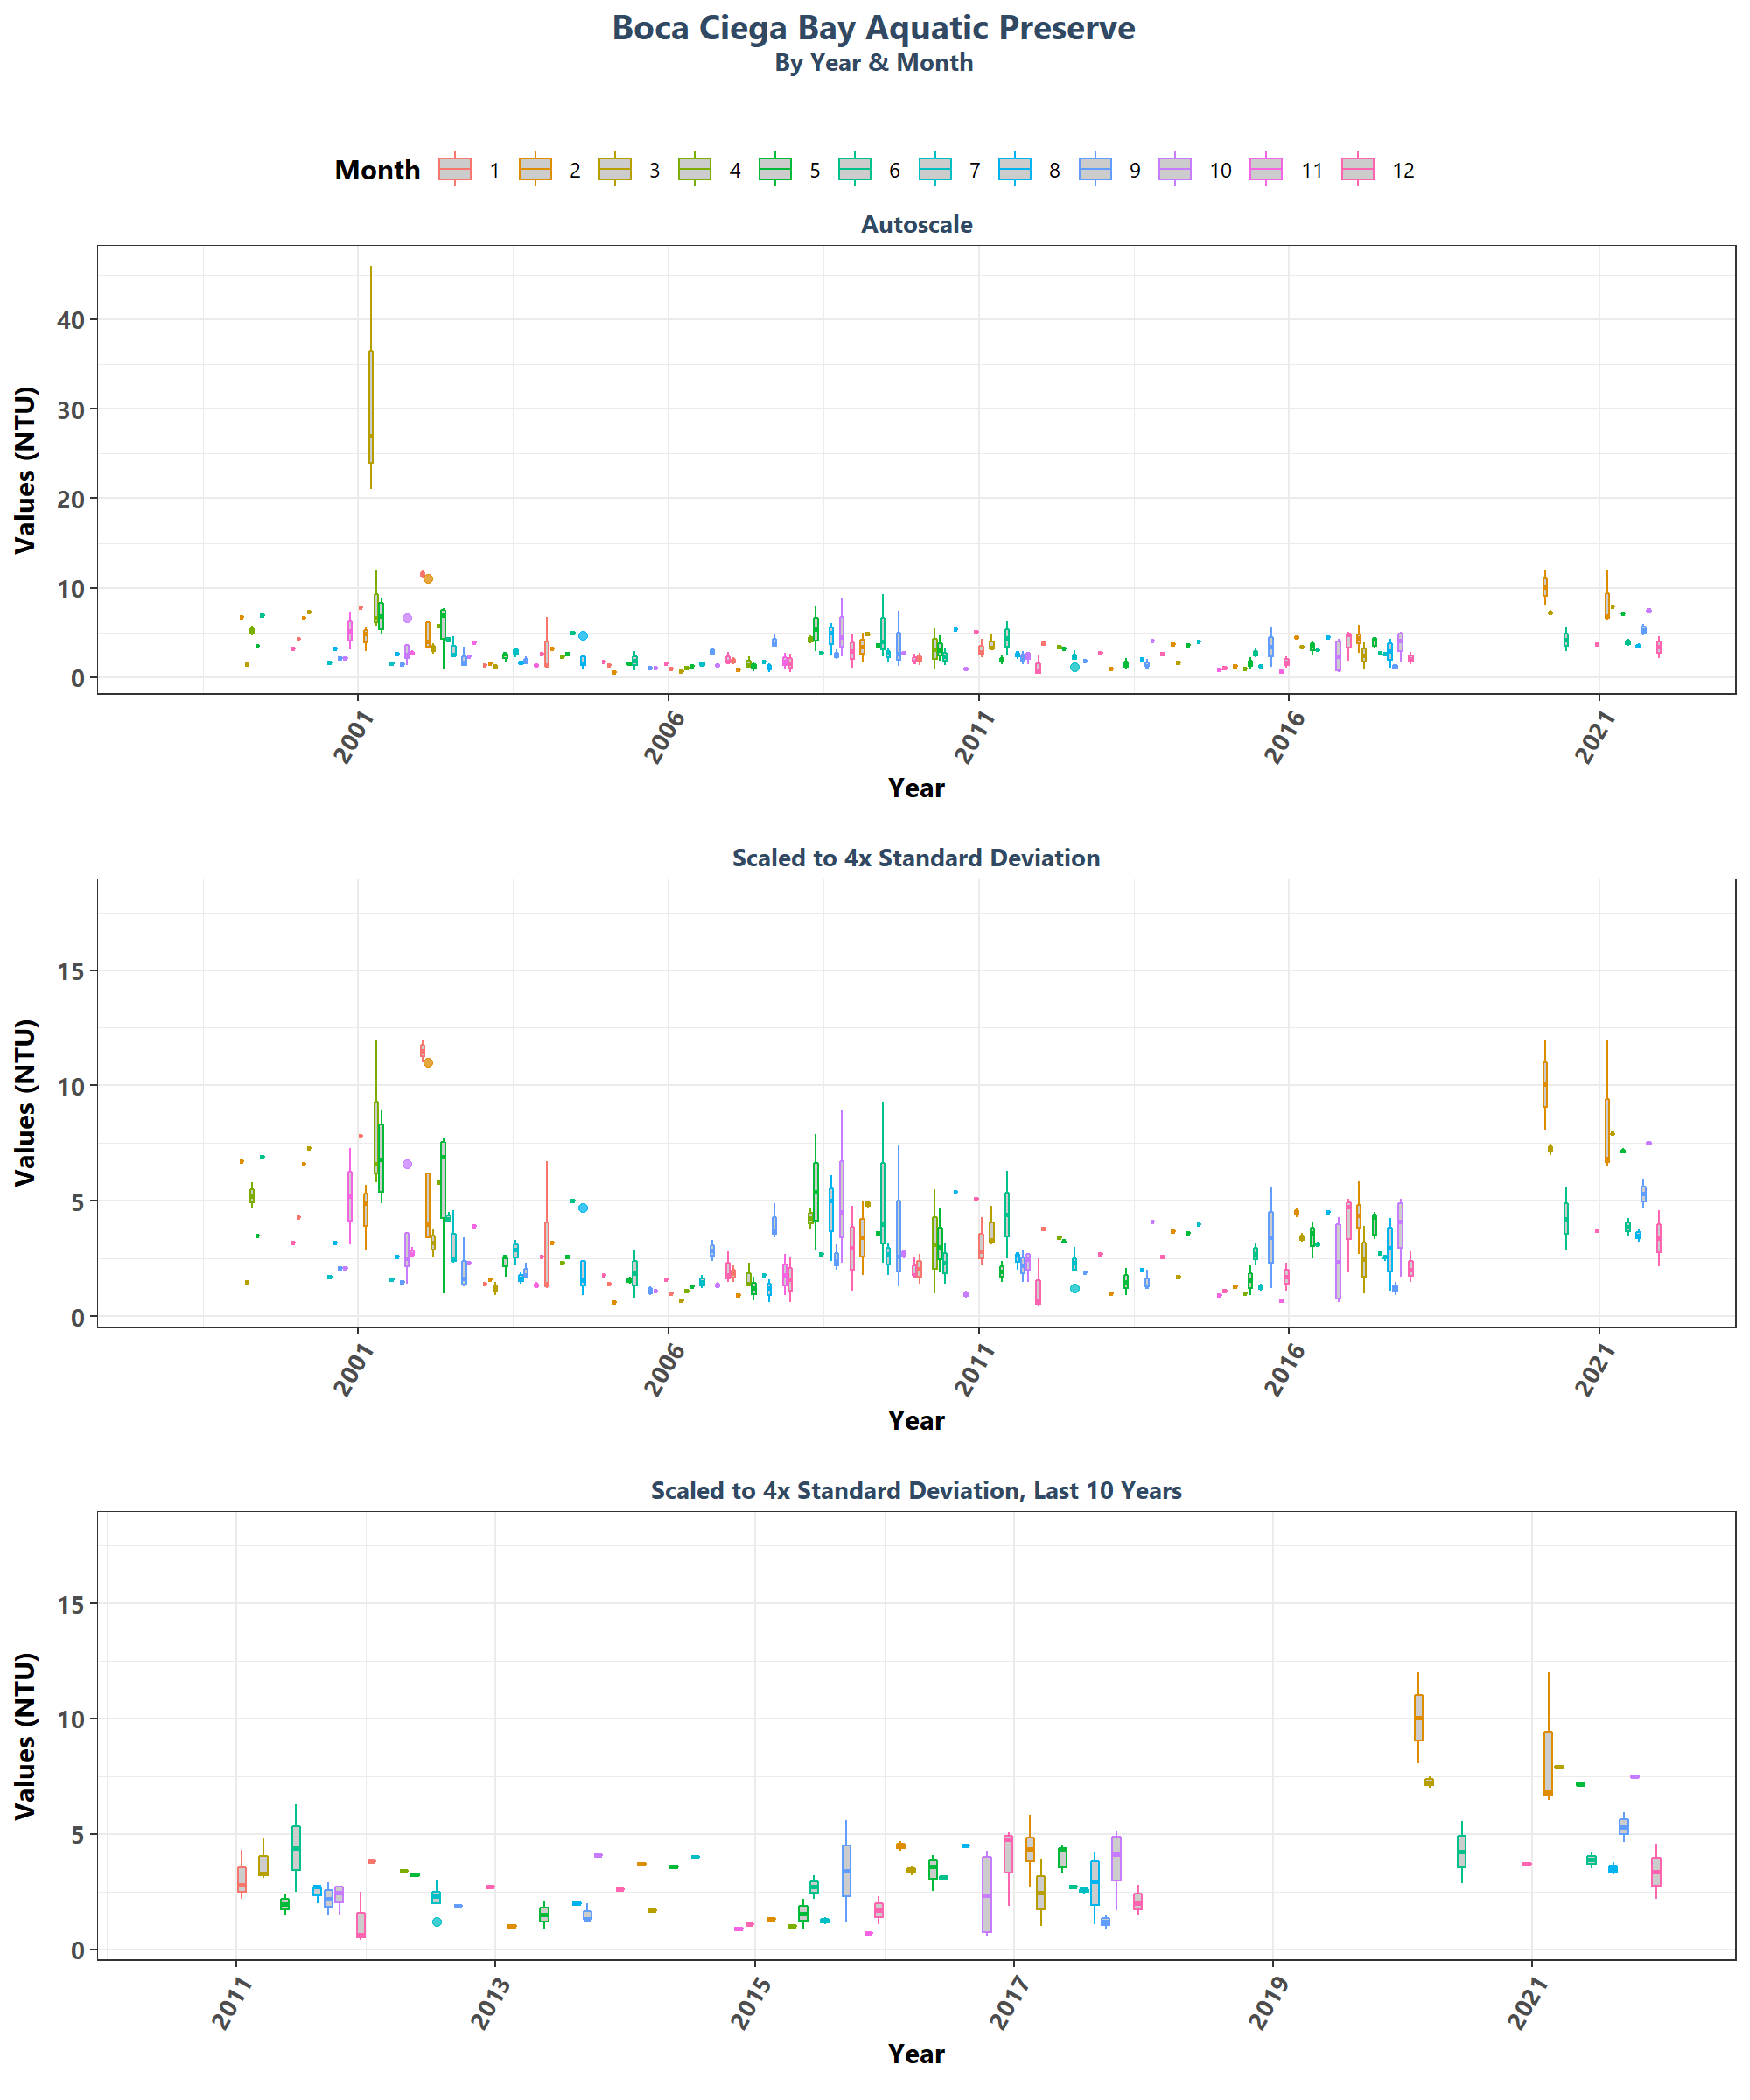 Boca Ciega Bay Aquatic Preserve
By Year & Month
Month 1 2 3 4 5 6 7 8 9 10 11 12
Autoscale
Values (NTU)
40
30
20
10
0
2001 2006 2011 2016 2021
Year
Scaled to 4x Standard Deviation
Values (NTU)
15
10
5
0
2001 2006 2011 2016 2021
Year
Scaled to 4x Standard Deviation, Last 10 Years
Values (NTU)
15
10
5
0
2011 2013 2015 2017 2019 2021
Year